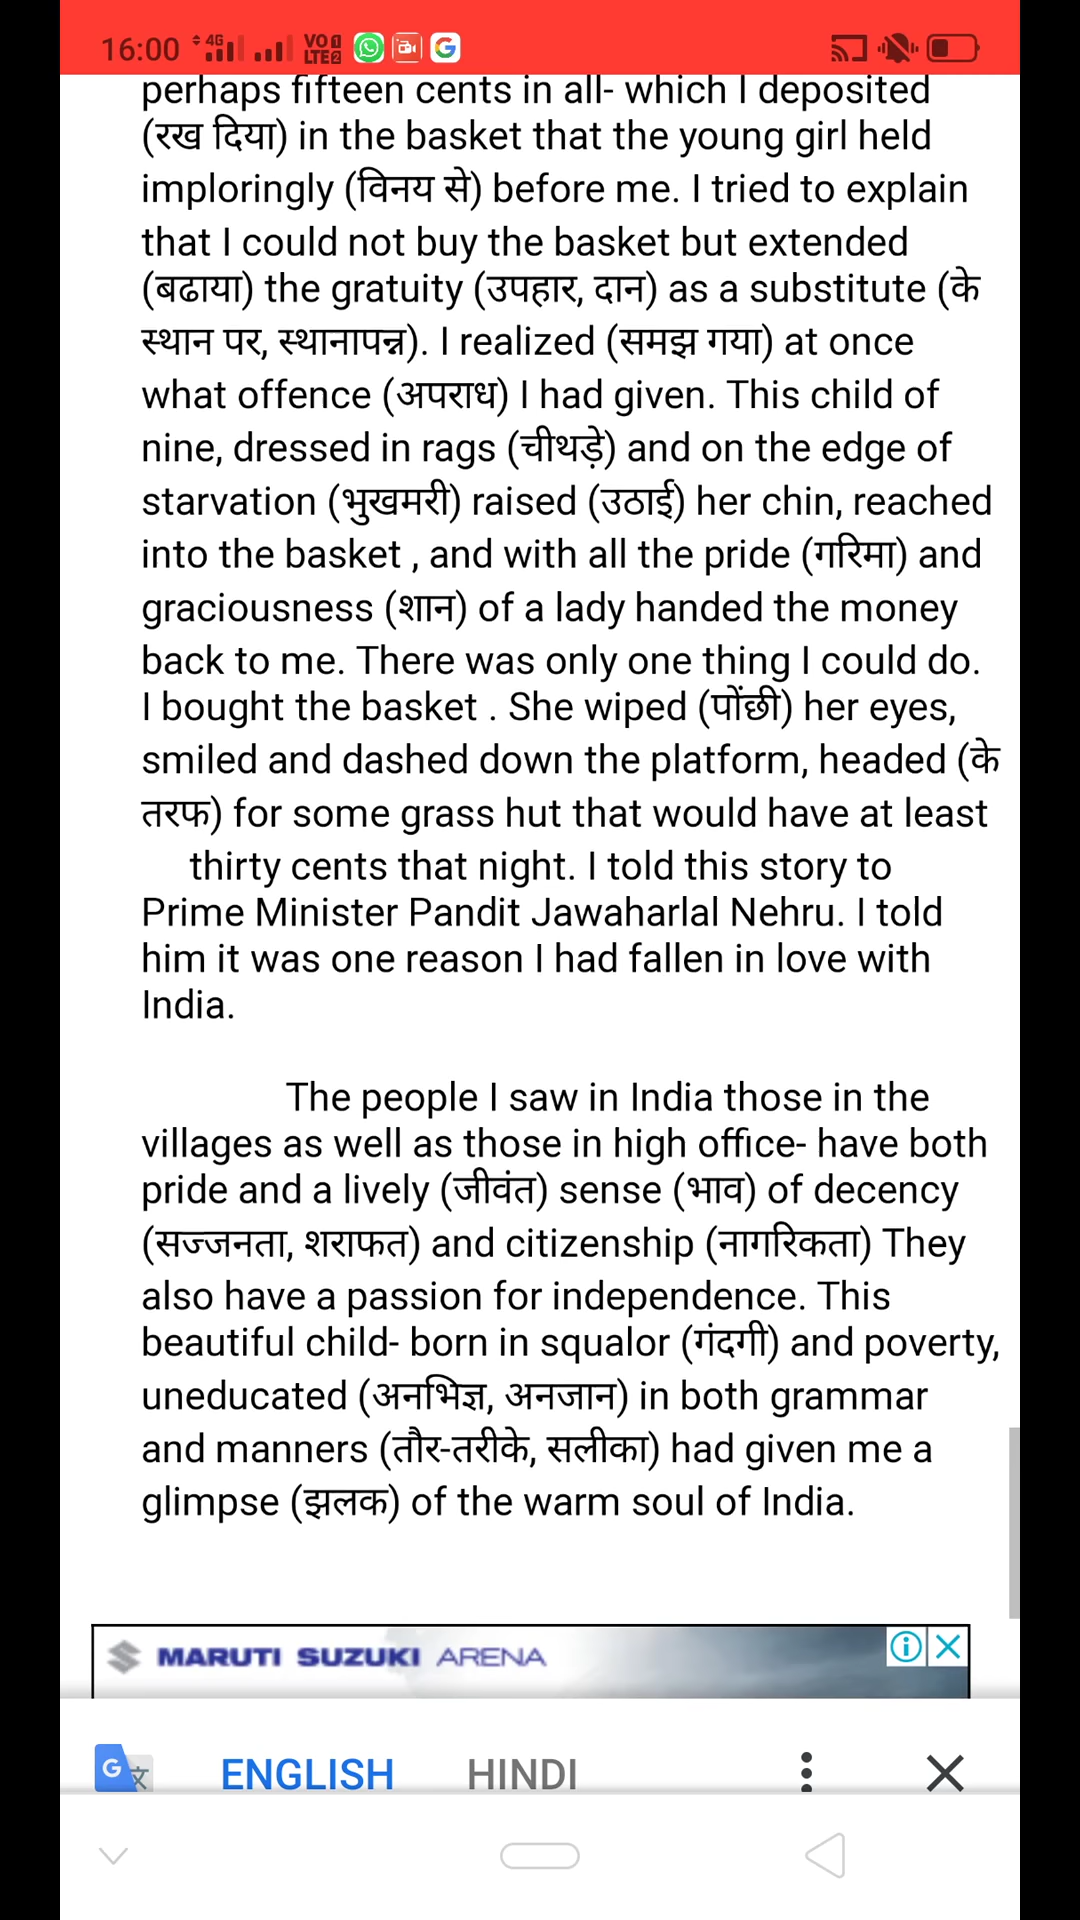 16:00 4G VO 1 LTE 2
perhaps fifteen cents in all- which I deposited
(रख दिया) in the basket that the young girl held
imploringly (विनय से) before me. I tried to explain
that I could not buy the basket but extended
(बढाया) the gratuity (उपहार, दान) as a substitute (के
स्थान पर, स्थानापन्न). I realized (समझ गया) at once
what offence (अपराध) I had given. This child of
nine, dressed in rags (चीथड़े) and on the edge of
starvation (भुखमरी) raised (उठाई) her chin, reached
into the basket , and with all the pride (गरिमा) and
graciousness (शान) of a lady handed the money
back to me. There was only one thing I could do.
I bought the basket . She wiped (पोंछी) her eyes,
smiled and dashed down the platform, headed (के
तरफ) for some grass hut that would have at least
thirty cents that night. I told this story to
Prime Minister Pandit Jawaharlal Nehru. I told
him it was one reason I had fallen in love with
India.
The people I saw in India those in the
villages as well as those in high office- have both
pride and a lively (जीवंत) sense (भाव) of decency
(सज्जनता, शराफत) and citizenship (नागरिकता) They
also have a passion for independence. This
beautiful child- born in squalor (गंदगी) and poverty,
uneducated (अनभिज्ञ, अनजान) in both grammar
and manners (तौर-तरीके, सलीका) had given me a
glimpse (झलक) of the warm soul of India.
MARUTI SUZUKI ARENA
ENGLISH HINDI